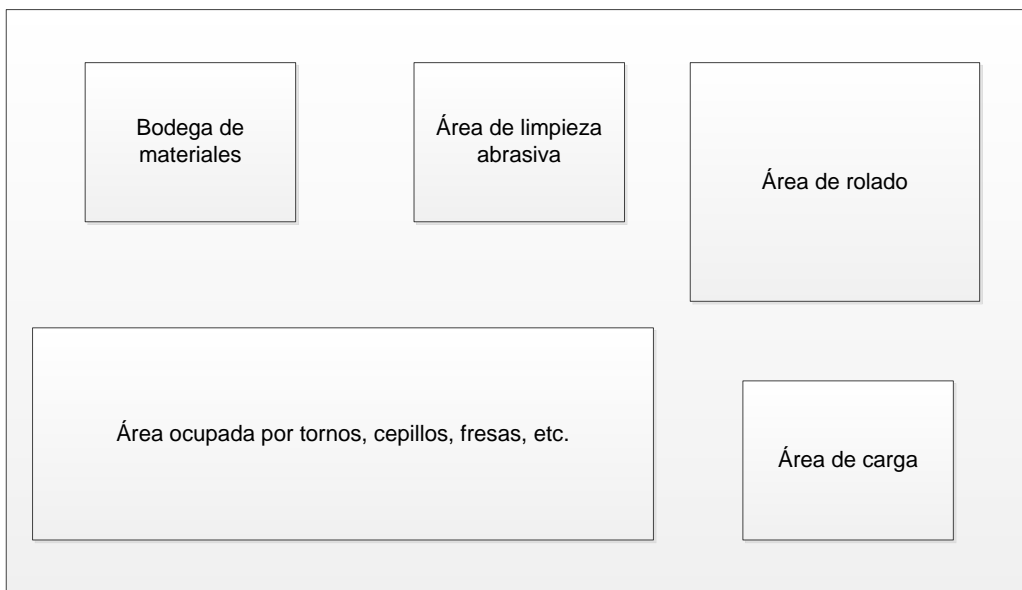 Bodega de
materiales
Área de limpieza
abrasiva
Área de rolado
Área ocupada por tornos, cepillos, fresas, etc.
Área de carga